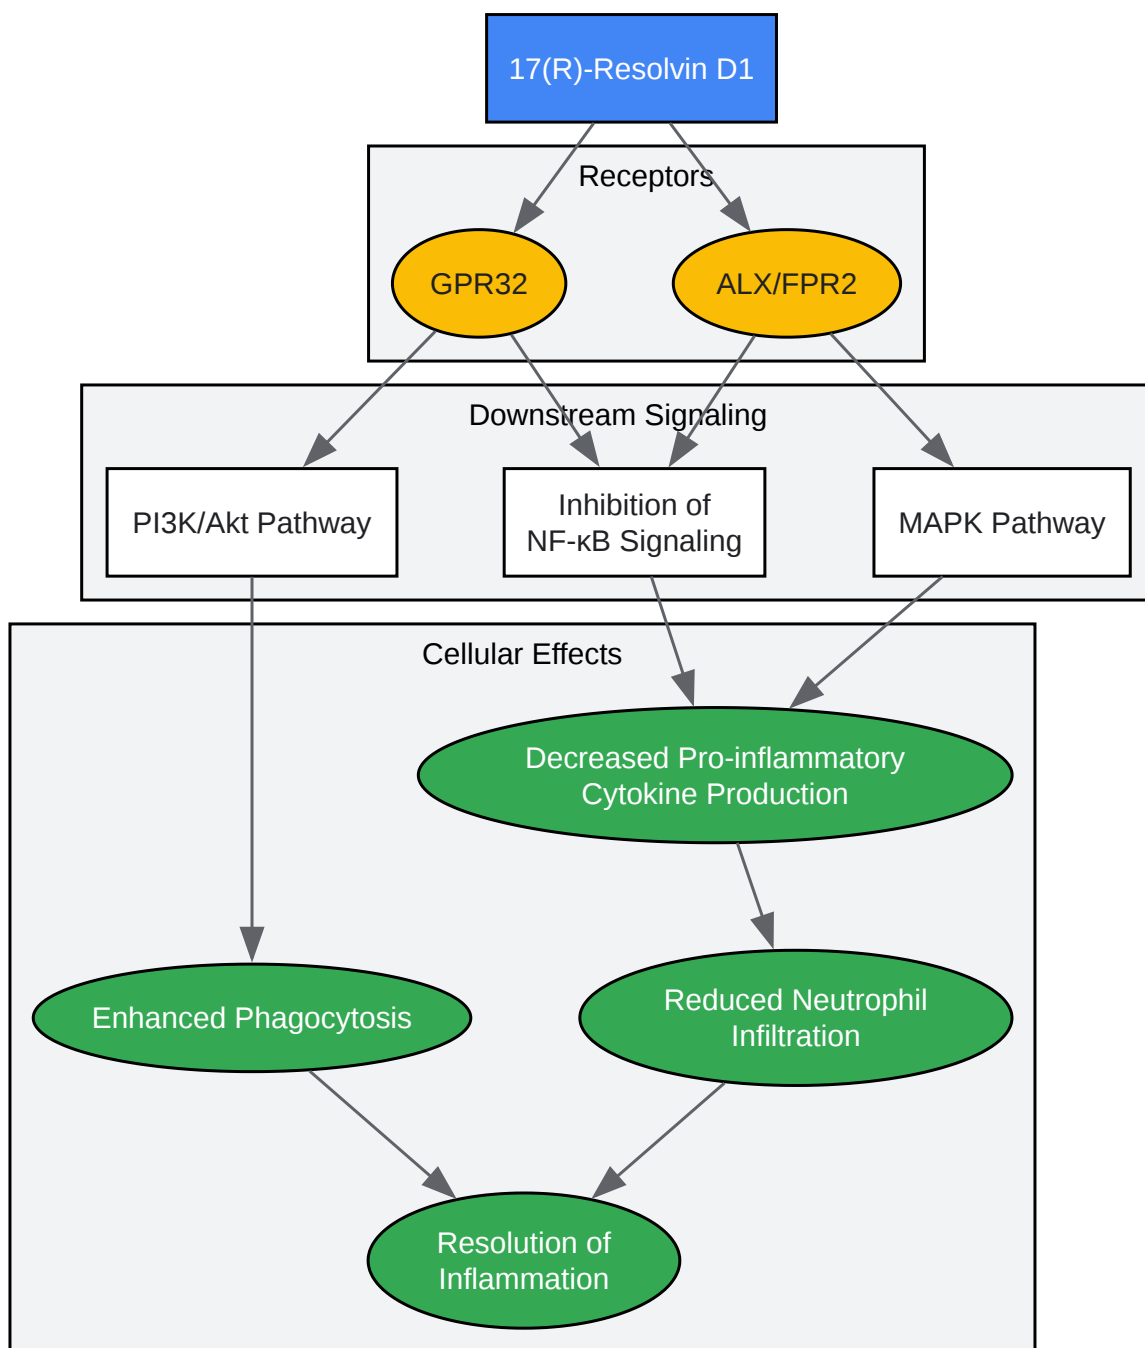 17(R)-Resolvin D1
Receptors
GPR32
ALX/FPR2
Downstream Signaling
PI3K/Akt Pathway
Inhibition of
NF-κB Signaling
MAPK Pathway
Cellular Effects
Decreased Pro-inflammatory
Cytokine Production
Enhanced Phagocytosis
Reduced Neutrophil
Infiltration
Resolution of
Inflammation